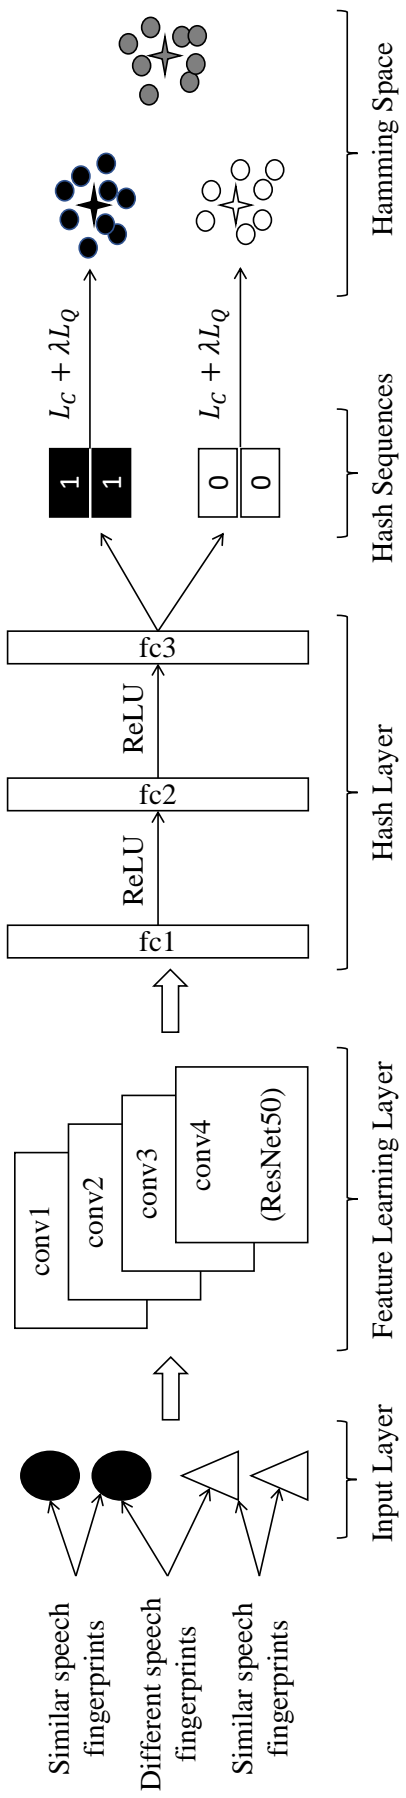 Similar speech
fingerprints
Different speech
fingerprints
Similar speech
fingerprints
Input Layer
conv1
conv2
conv3
conv4
(ResNet50)
Feature Learning Layer
fc1
ReLU
fc2
ReLU
fc3
Hash Layer
1
1
0
0
Hash Sequences
L_C + λL_Q
L_C + λL_Q
Hamming Space